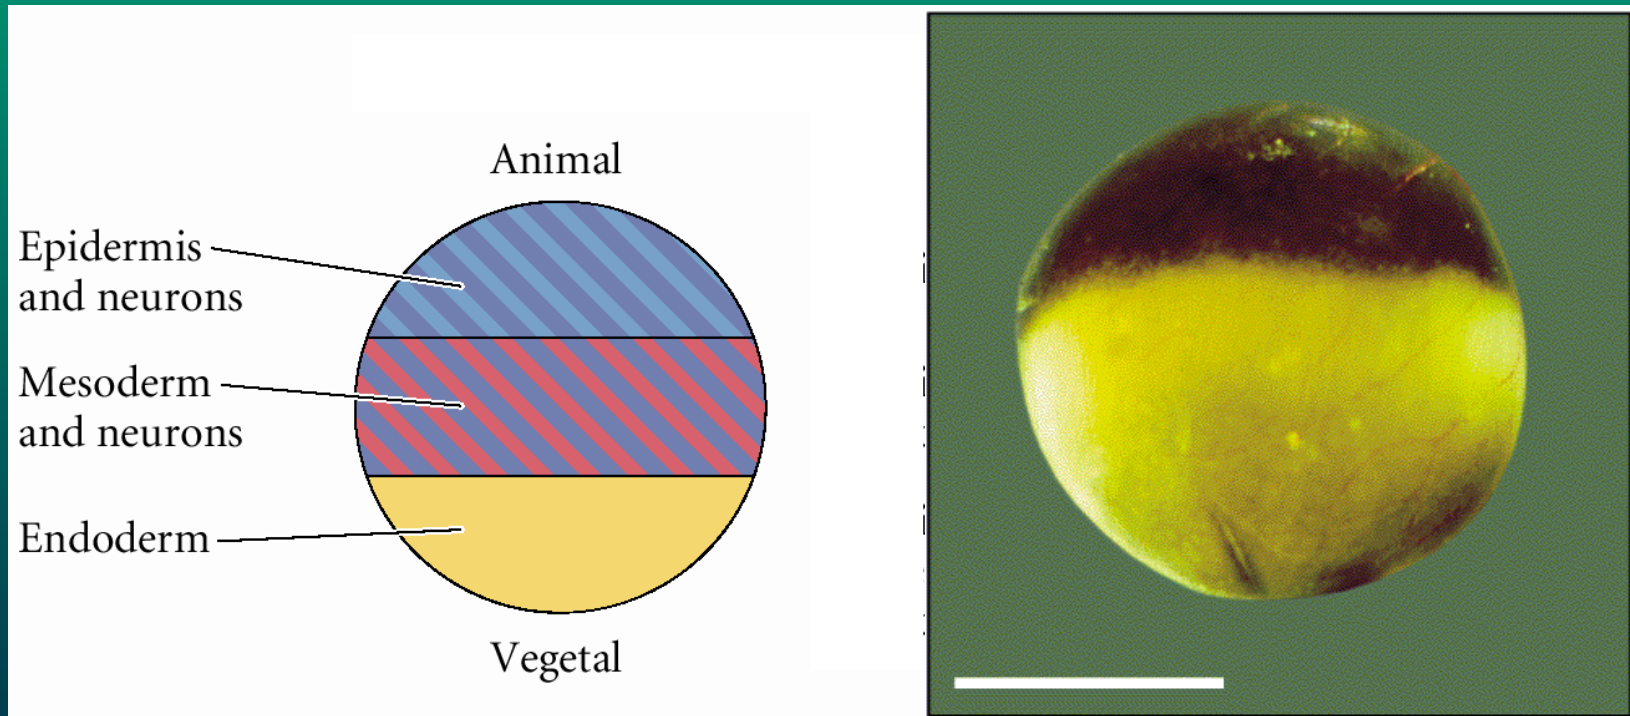 Animal
Epidermis
and neurons
Mesoderm
and neurons
Endoderm
Vegetal